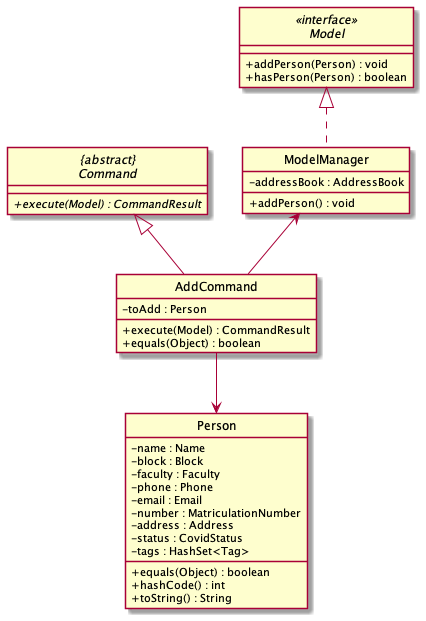 «interface»
Model
+addPerson(Person) : void
+hasPerson(Person) : boolean
{abstract}
Command
+execute(Model) : CommandResult
ModelManager
-addressBook : AddressBook
+addPerson() : void
AddCommand
-toAdd : Person
+execute(Model) : CommandResult
+equals(Object) : boolean
Person
-name : Name
-block : Block
-faculty : Faculty
-phone : Phone
-email : Email
-number : MatriculationNumber
-address : Address
-status : CovidStatus
-tags : HashSet<Tag>
+equals(Object) : boolean
+hashCode() : int
+toString() : String